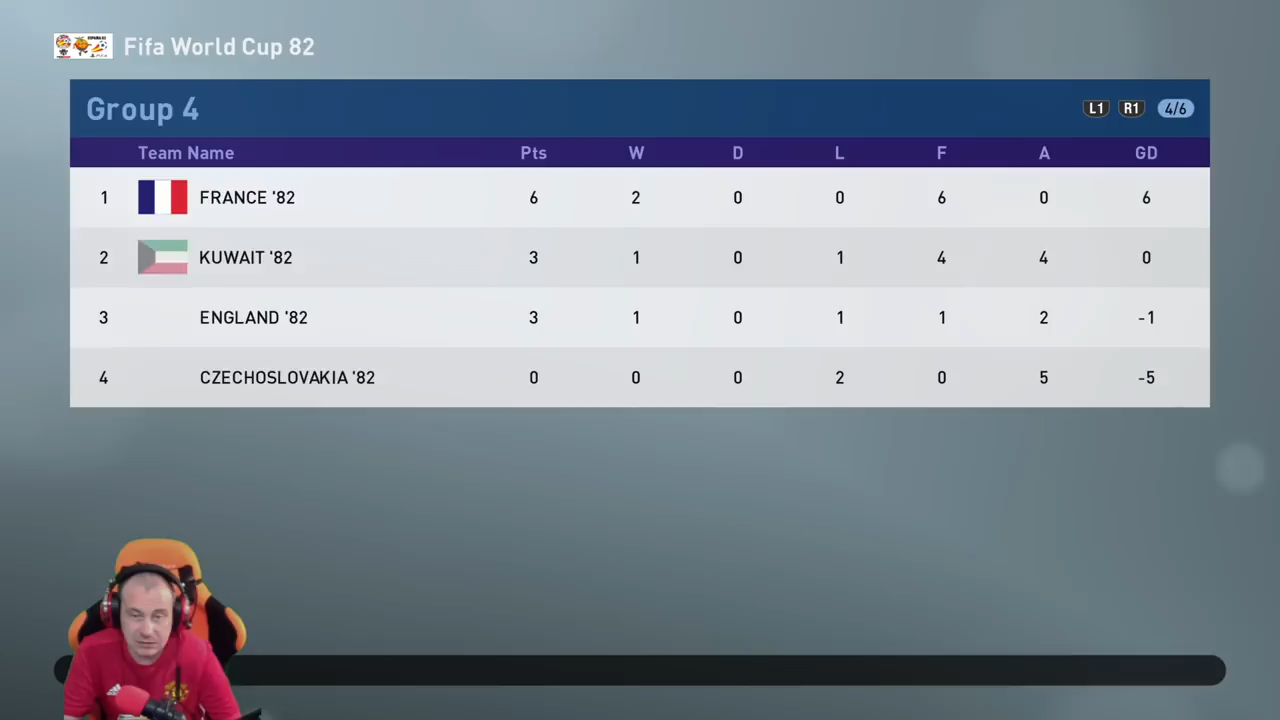 Fifa World Cup 82
Group 4 L1 R1 4/6
Team Name Pts W D L F A GD
1 FRANCE '82 6 2 0 0 6 0 6
2 KUWAIT '82 3 1 0 1 4 4 0
3 ENGLAND '82 3 1 0 1 1 2 -1
4 CZECHOSLOVAKIA '82 0 0 0 2 0 5 -5